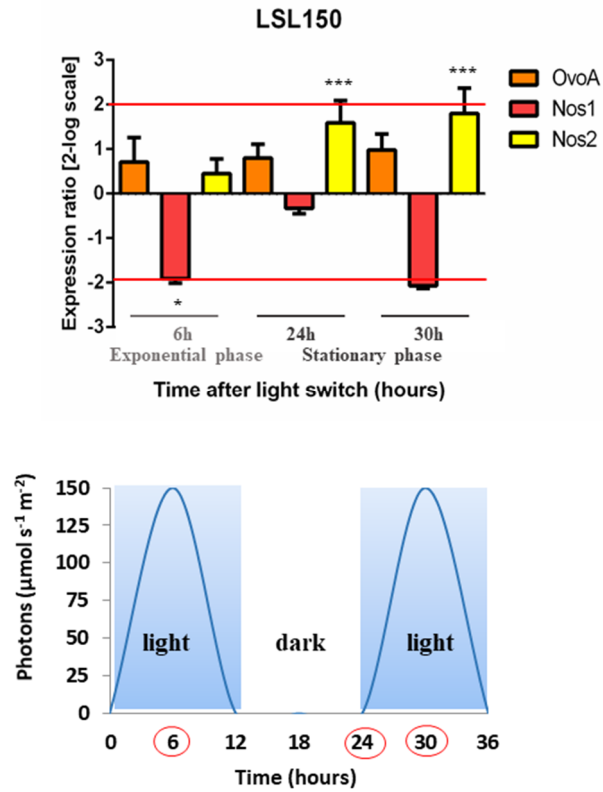 LSL150
Expression ratio [2-log scale]
3
2
1
0
-1
-2
-3
***
***
*
OvoA
Nos1
Nos2
6h
24h
30h
Exponential phase
Stationary phase
Time after light switch (hours)
Photons (µmol s⁻¹ m⁻²)
150
125
100
75
50
25
0
light
dark
light
0 6 12 18 24 30 36
Time (hours)